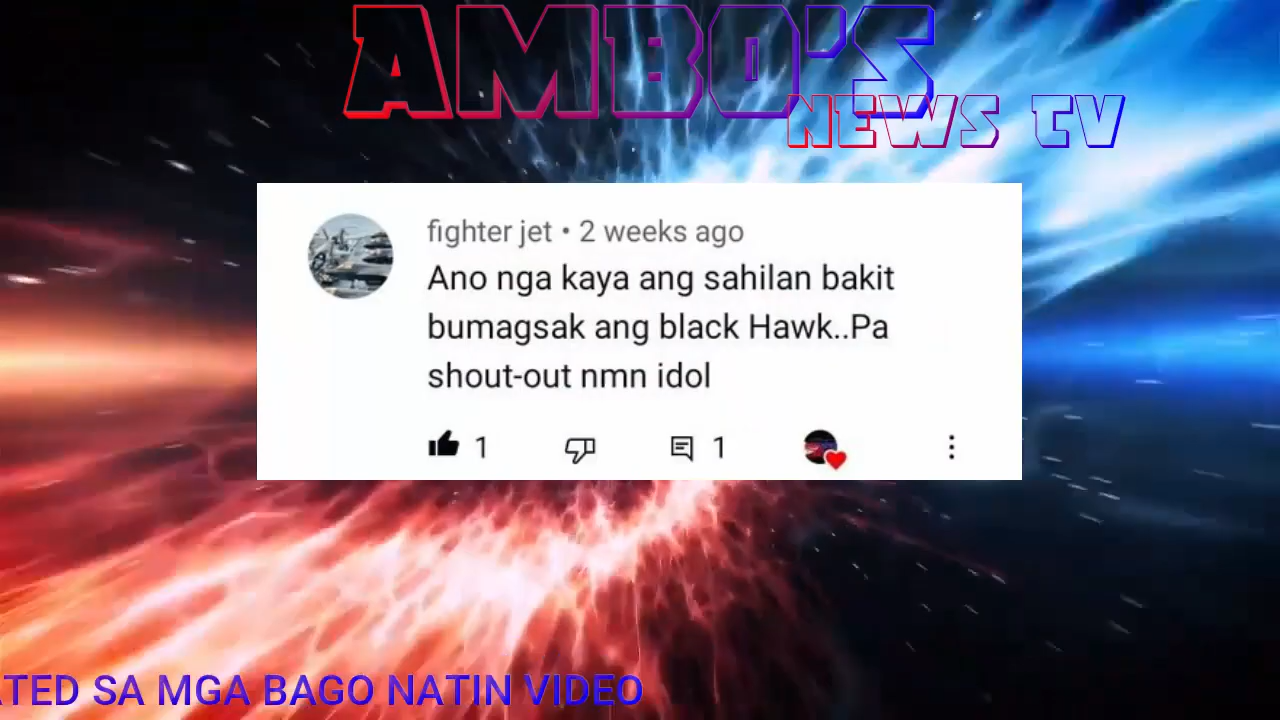 AMBO'S
NEWS TV
fighter jet • 2 weeks ago
Ano nga kaya ang sahilan bakit
bumagsak ang black Hawk..Pa
shout-out nmn idol
1
1
ATED SA MGA BAGO NATIN VIDEO